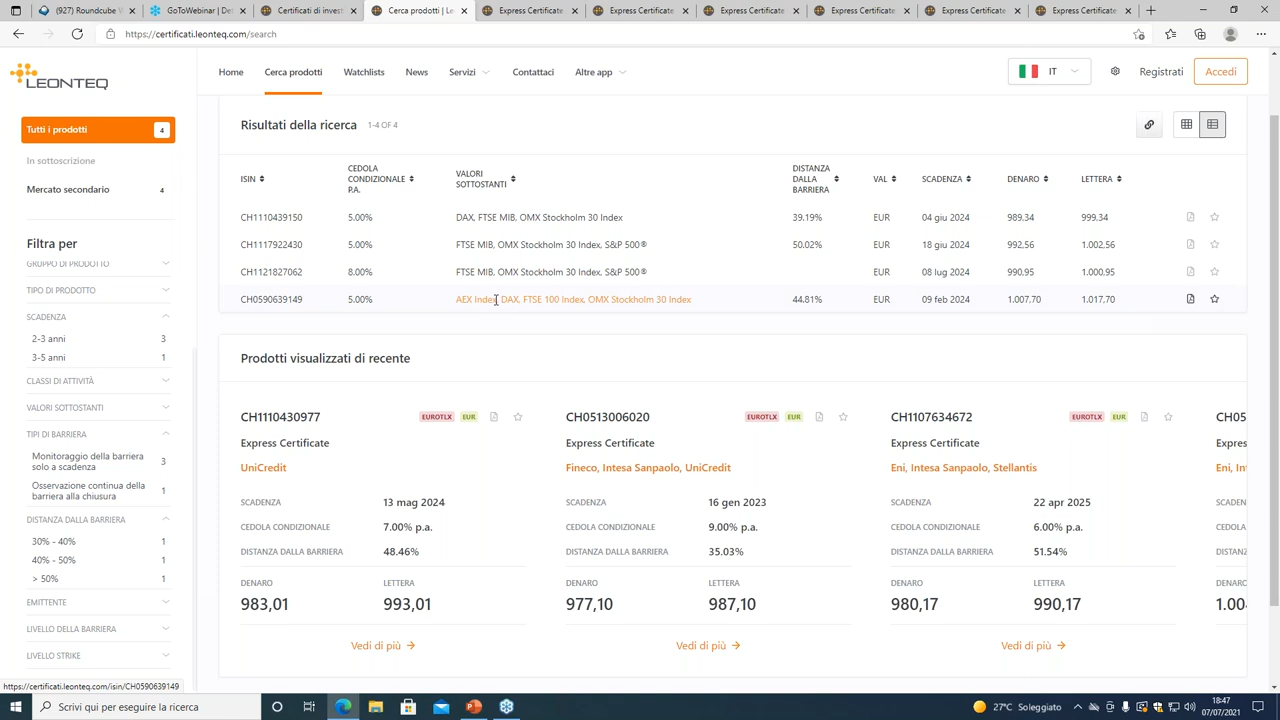 (927) Roundcube W
GoToWebinar | Det
Certificati di investi
Cerca prodotti | Le
Express Certificate
Express Certificate
Express Certificate
Express Certificate
Express Certificate
Express Certificate
https://certificati.leonteq.com/search
LEONTEQ
Home
Cerca prodotti
Watchlists
News
Servizi
Contattaci
Altre app
IT
Registrati
Accedi
Tutti i prodotti 4
In sottoscrizione
Mercato secondario 4
Filtra per
GRUPPO DI PRODOTTO
TIPO DI PRODOTTO
SCADENZA
2-3 anni 3
3-5 anni 1
CLASSI DI ATTIVITÀ
VALORI SOTTOSTANTI
TIPI DI BARRIERA
Monitoraggio della barriera
solo a scadenza 3
Osservazione continua della
barriera alla chiusura 1
DISTANZA DALLA BARRIERA
30% - 40% 1
40% - 50% 1
> 50% 1
EMITTENTE
LIVELLO DELLA BARRIERA
LIVELLO STRIKE
Risultati della ricerca 1-4 OF 4
ISIN
CEDOLA
CONDIZIONALE
P.A.
VALORI
SOTTOSTANTI
DISTANZA
DALLA
BARRIERA
VAL
SCADENZA
DENARO
LETTERA
CH1110439150 5.00% DAX, FTSE MIB, OMX Stockholm 30 Index 39.19% EUR 04 giu 2024 989,34 999,34
CH1117922430 5.00% FTSE MIB, OMX Stockholm 30 Index, S&P 500® 50.02% EUR 18 giu 2024 992,56 1.002,56
CH1121827062 8.00% FTSE MIB, OMX Stockholm 30 Index, S&P 500® EUR 08 lug 2024 990,95 1.000,95
CH0590639149 5.00% AEX Index, DAX, FTSE 100 Index, OMX Stockholm 30 Index 44.81% EUR 09 feb 2024 1.007,70 1.017,70
Prodotti visualizzati di recente
CH1110430977 EUROTLX EUR
Express Certificate
UniCredit
SCADENZA 13 mag 2024
CEDOLA CONDIZIONALE 7.00% p.a.
DISTANZA DALLA BARRIERA 48.46%
DENARO LETTERA
983,01 993,01
Vedi di più
CH0513006020 EUROTLX EUR
Express Certificate
Fineco, Intesa Sanpaolo, UniCredit
SCADENZA 16 gen 2023
CEDOLA CONDIZIONALE 9.00% p.a.
DISTANZA DALLA BARRIERA 35.03%
DENARO LETTERA
977,10 987,10
Vedi di più
CH1107634672 EUROTLX EUR
Express Certificate
Eni, Intesa Sanpaolo, Stellantis
SCADENZA 22 apr 2025
CEDOLA CONDIZIONALE 6.00% p.a.
DISTANZA DALLA BARRIERA 51.54%
DENARO LETTERA
980,17 990,17
Vedi di più
CH05
Expres
Eni, In
SCADEN
CEDOLA
DISTANZ
DENARO
1.00
https://certificati.leonteq.com/isin/CH0590639149
Scrivi qui per eseguire la ricerca
27°C Soleggiato
18:47
07/07/2021